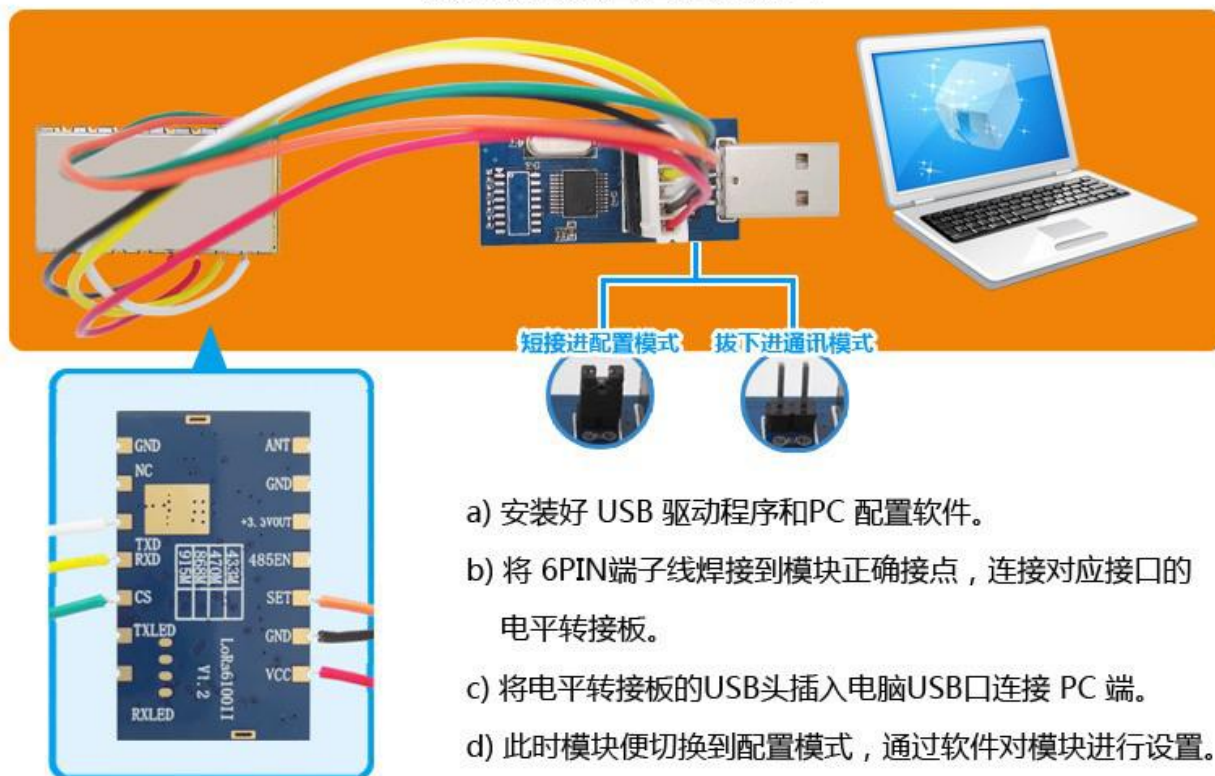 短接进配置模式
拔下进通讯模式
GND
ANT
NC
GND
+3.3VOUT
TXD
RXD
485EN
433M
470M
868M
915M
CS
SET
TXLED
GND
LoRa6100II
V1.2
VCC
RXLED
a) 安装好 USB 驱动程序和PC 配置软件。
b) 将 6PIN端子线焊接到模块正确接点，连接对应接口的
电平转接板。
c) 将电平转接板的USB头插入电脑USB口连接 PC 端。
d) 此时模块便切换到配置模式，通过软件对模块进行设置。